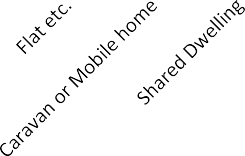 Flat etc.
Caravan or Mobile home
Shared Dwelling